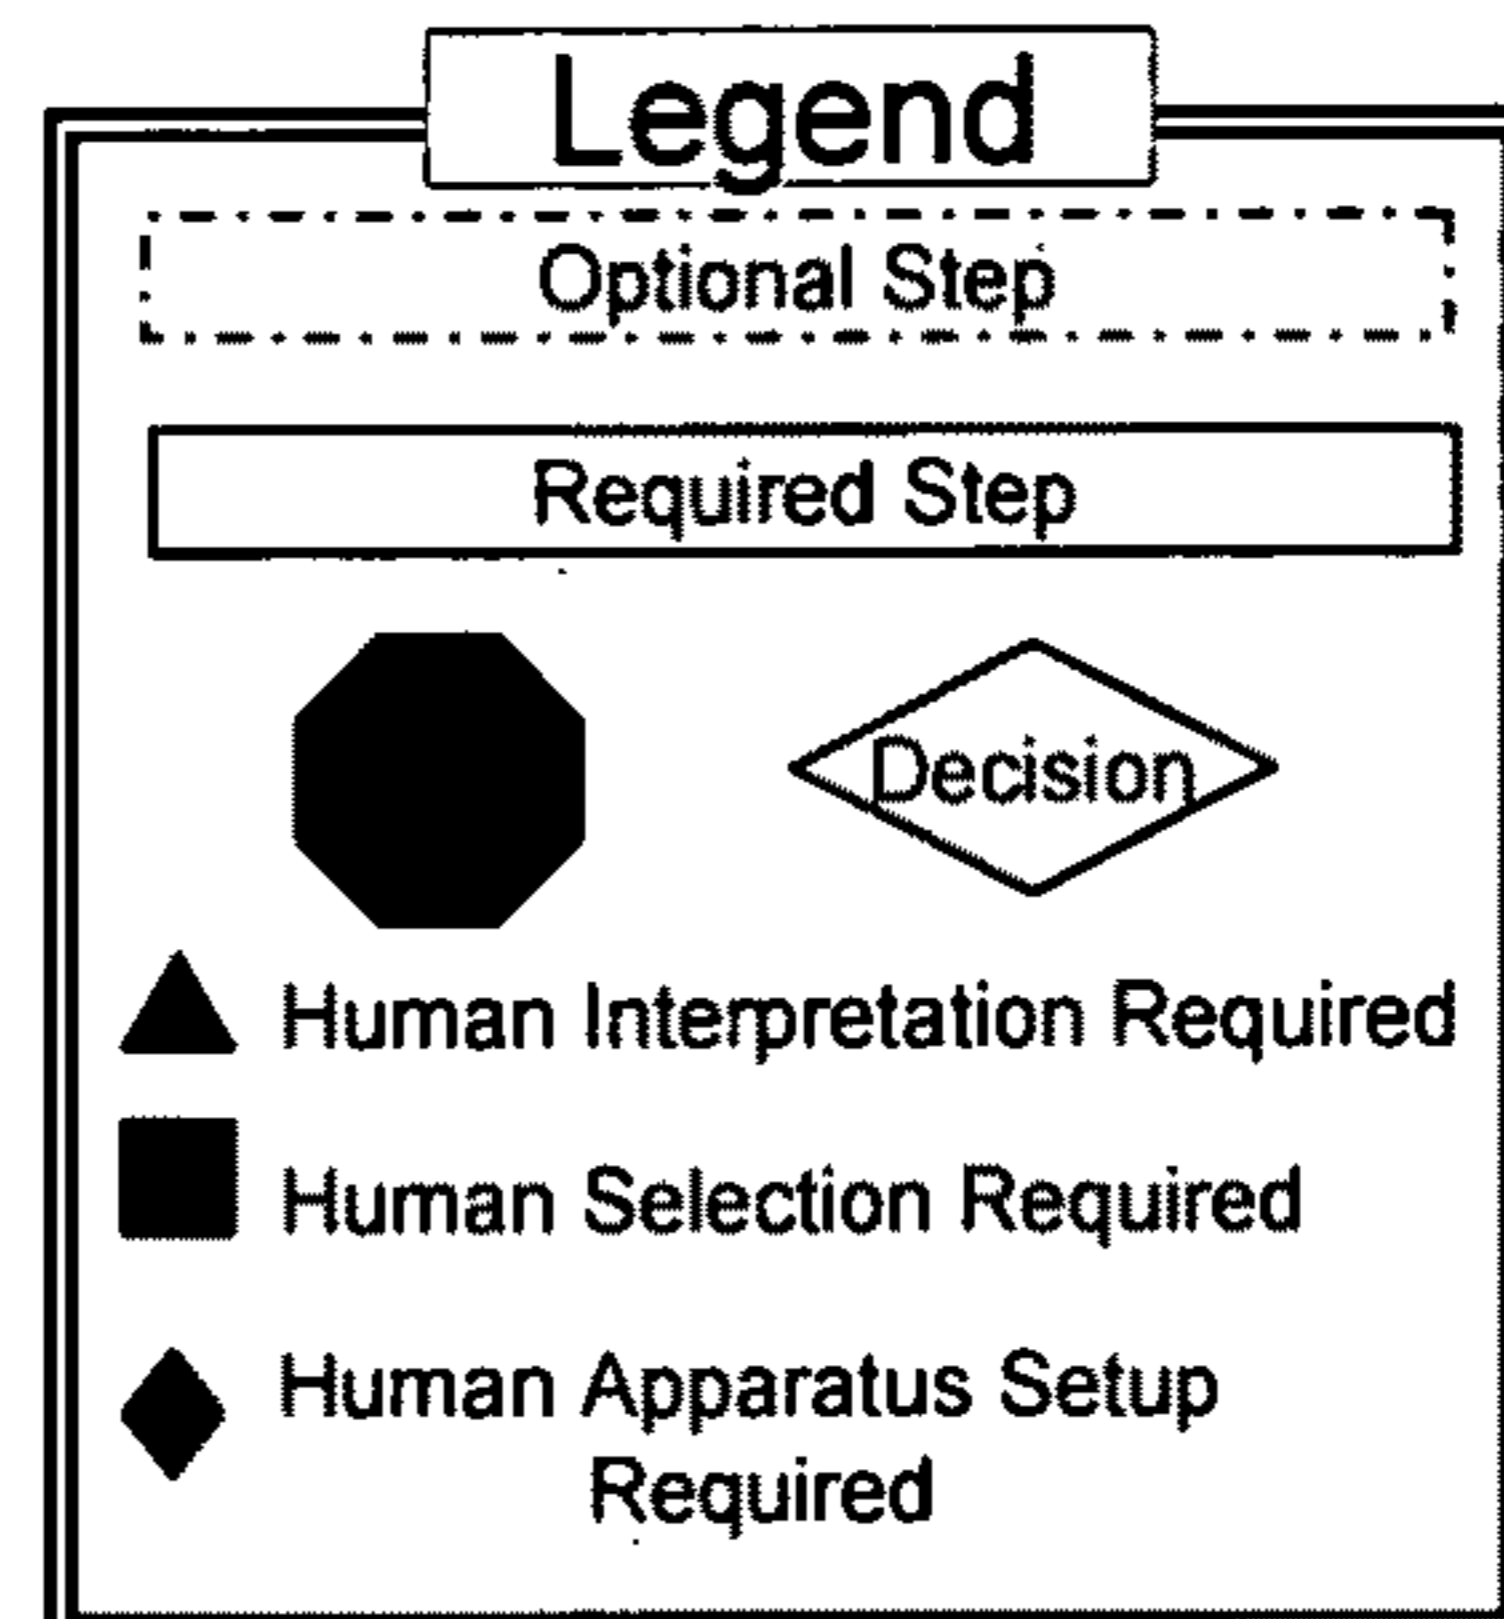 Legend
Optional Step
Required Step
Decision
Human Interpretation Required
Human Selection Required
Human Apparatus Setup
Required